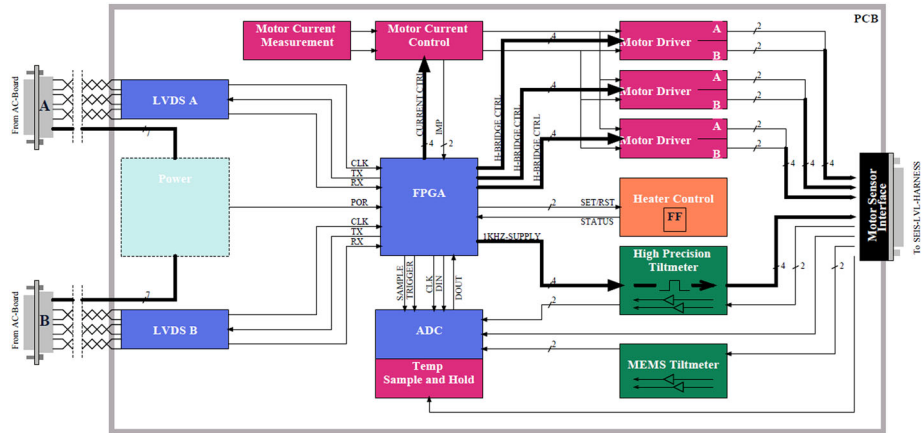 PCB
Motor Current
Measurement
Motor Current
Control
4
A
2
Motor Driver
B
2
A
2
Motor Driver
B
2
A
2
Motor Driver
B
2
4
4
4
From AC-Board
A
LVDS A
7
CURRENT CTRL
4
IMP
2
H-BRIDGE CTRL
H-BRIDGE CTRL
H-BRIDGE CTRL
4
4
Power
CLK
TX
RX
POR
CLK
TX
RX
FPGA
2
SET/RST
STATUS
1KHZ-SUPPLY
4
Heater Control
FF
Motor Sensor
Interface
To SEIS-LVL-HARNESS
High Precision
Tiltmeter
4
2
2
2
From AC-Board
B
7
LVDS B
SAMPLE
TRIGGER
CLK
DIN
DOUT
ADC
Temp
Sample and Hold
2
MEMS Tiltmeter